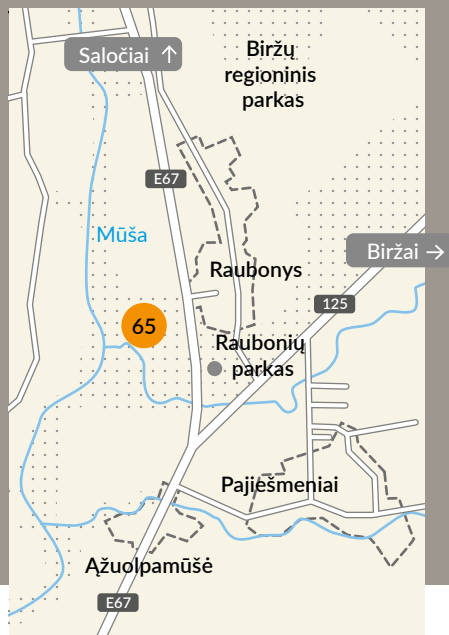 Saločiai ↑
Biržų
regioninis
parkas
E67
Mūša
Biržai →
Raubonys
125
65
Raubonių
parkas
Pajiešmeniai
Ąžuolpamūšė
E67